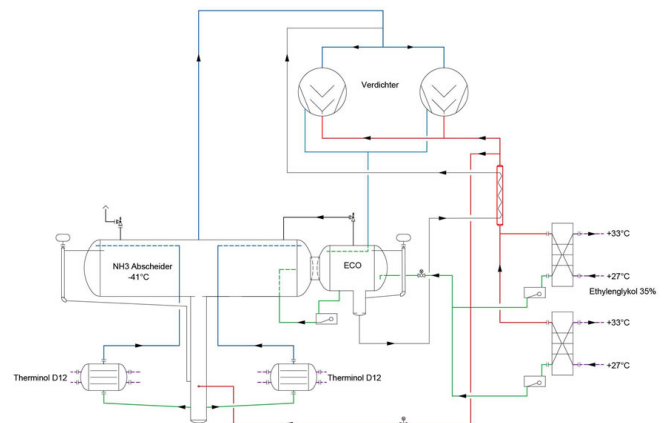 Verdichter
NH3 Abscheider
-41°C
ECO
+33°C
+27°C
Ethylenglykol 35%
+33°C
+27°C
Therminol D12
Therminol D12